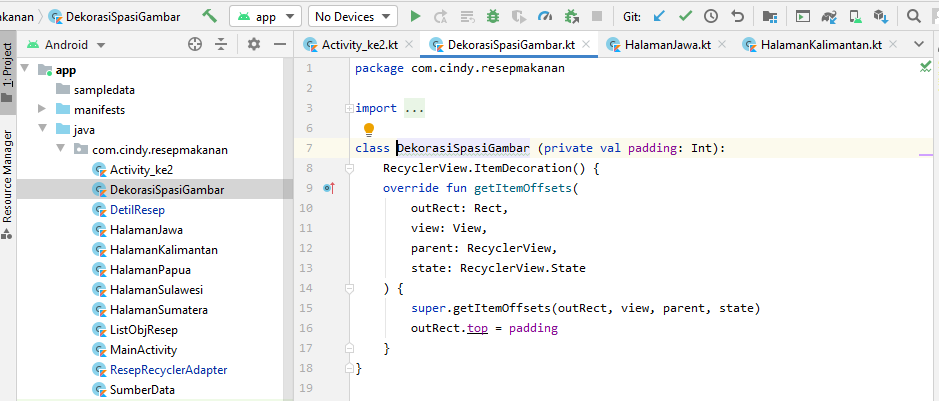 makanan DekorasiSpasiGambar app No Devices Git:
1: Project
Resource Manager
Android
app
sampledata
manifests
java
com.cindy.resepmakanan
Activity_ke2
DekorasiSpasiGambar
DetilResep
HalamanJawa
HalamanKalimantan
HalamanPapua
HalamanSulawesi
HalamanSumatera
ListObjResep
MainActivity
ResepRecyclerAdapter
SumberData
Activity_ke2.kt DekorasiSpasiGambar.kt HalamanJawa.kt HalamanKalimantan.kt
1 package com.cindy.resepmakanan
2
3 import ...
6
7 class DekorasiSpasiGambar (private val padding: Int):
8 RecyclerView.ItemDecoration() {
9 override fun getItemOffsets(
10 outRect: Rect,
11 view: View,
12 parent: RecyclerView,
13 state: RecyclerView.State
14 ) {
15 super.getItemOffsets(outRect, view, parent, state)
16 outRect.top = padding
17 }
18 }
19